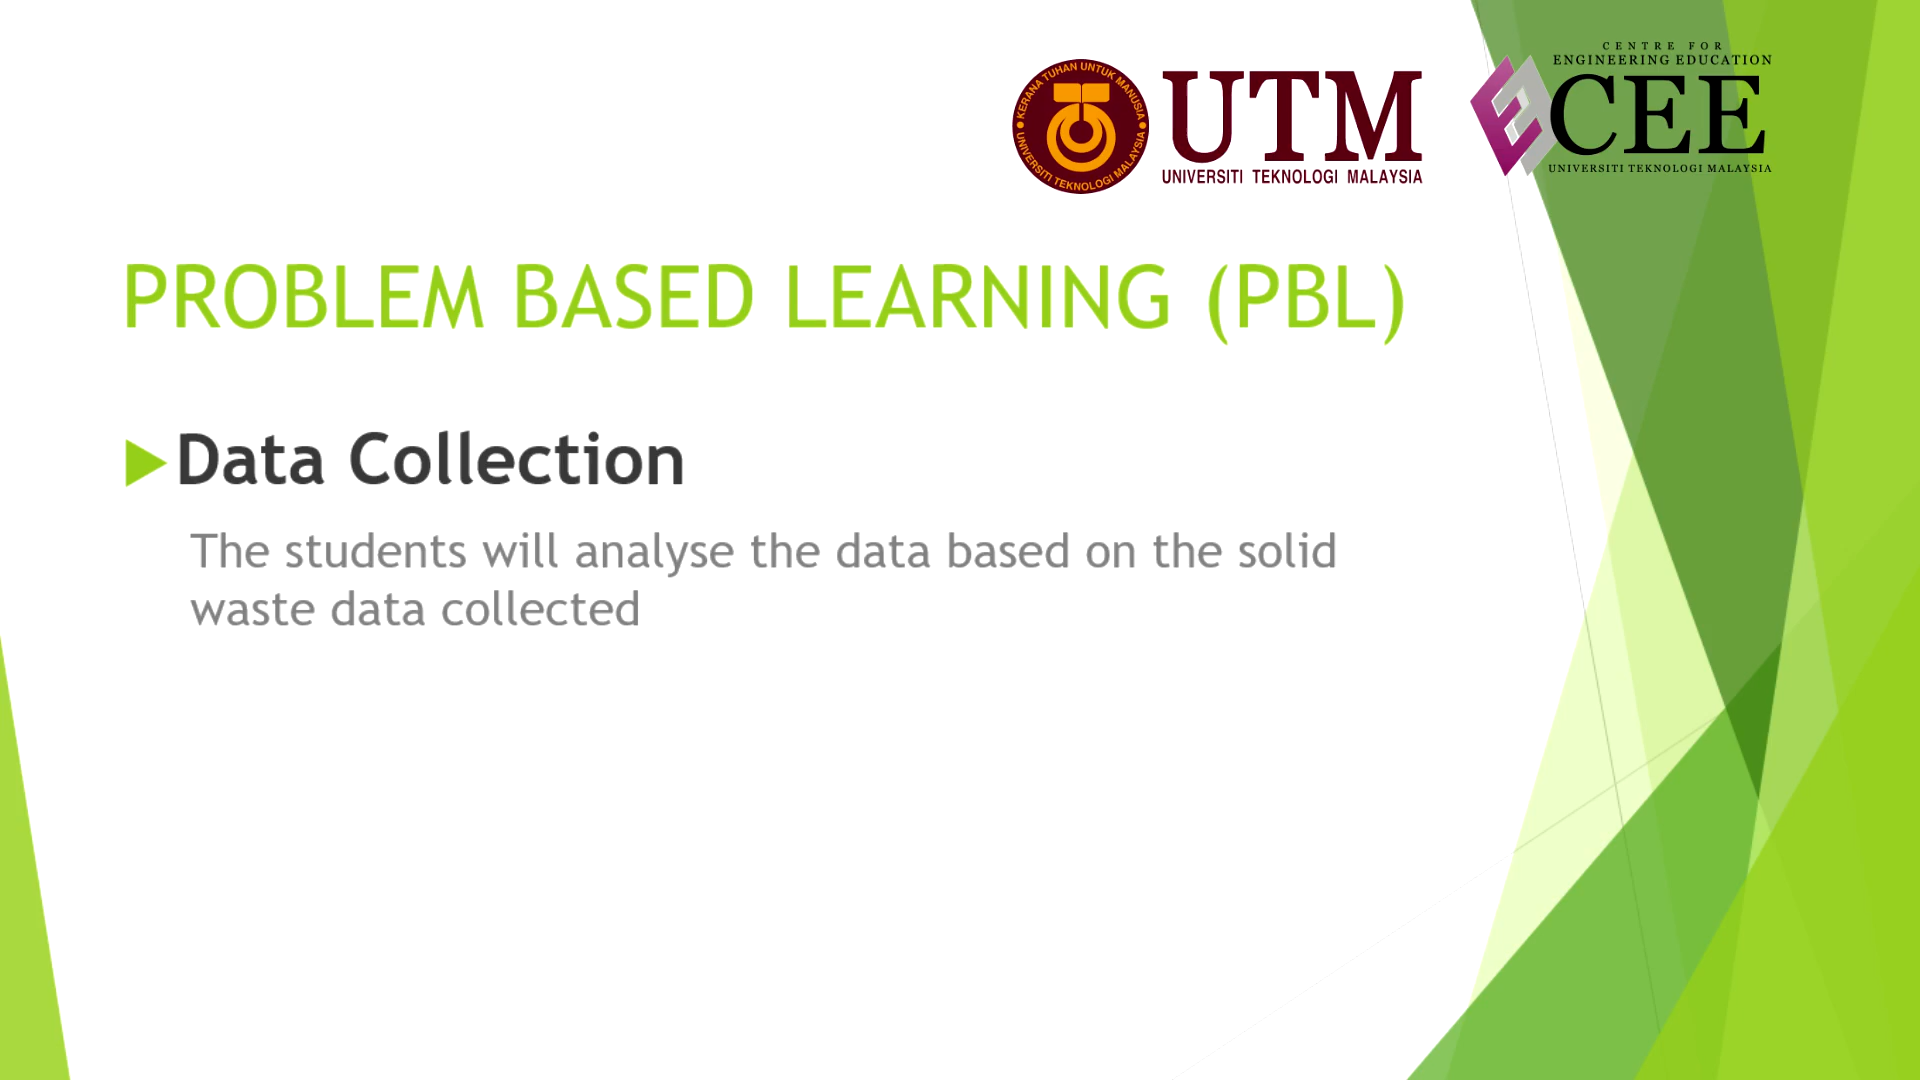 KERANA TUHAN UNTUK MANUSIA
UNIVERSITI TEKNOLOGI MALAYSIA
UTM
UNIVERSITI TEKNOLOGI MALAYSIA
CENTRE FOR
ENGINEERING EDUCATION
CEE
UNIVERSITI TEKNOLOGI MALAYSIA
PROBLEM BASED LEARNING (PBL)
Data Collection
The students will analyse the data based on the solid
waste data collected